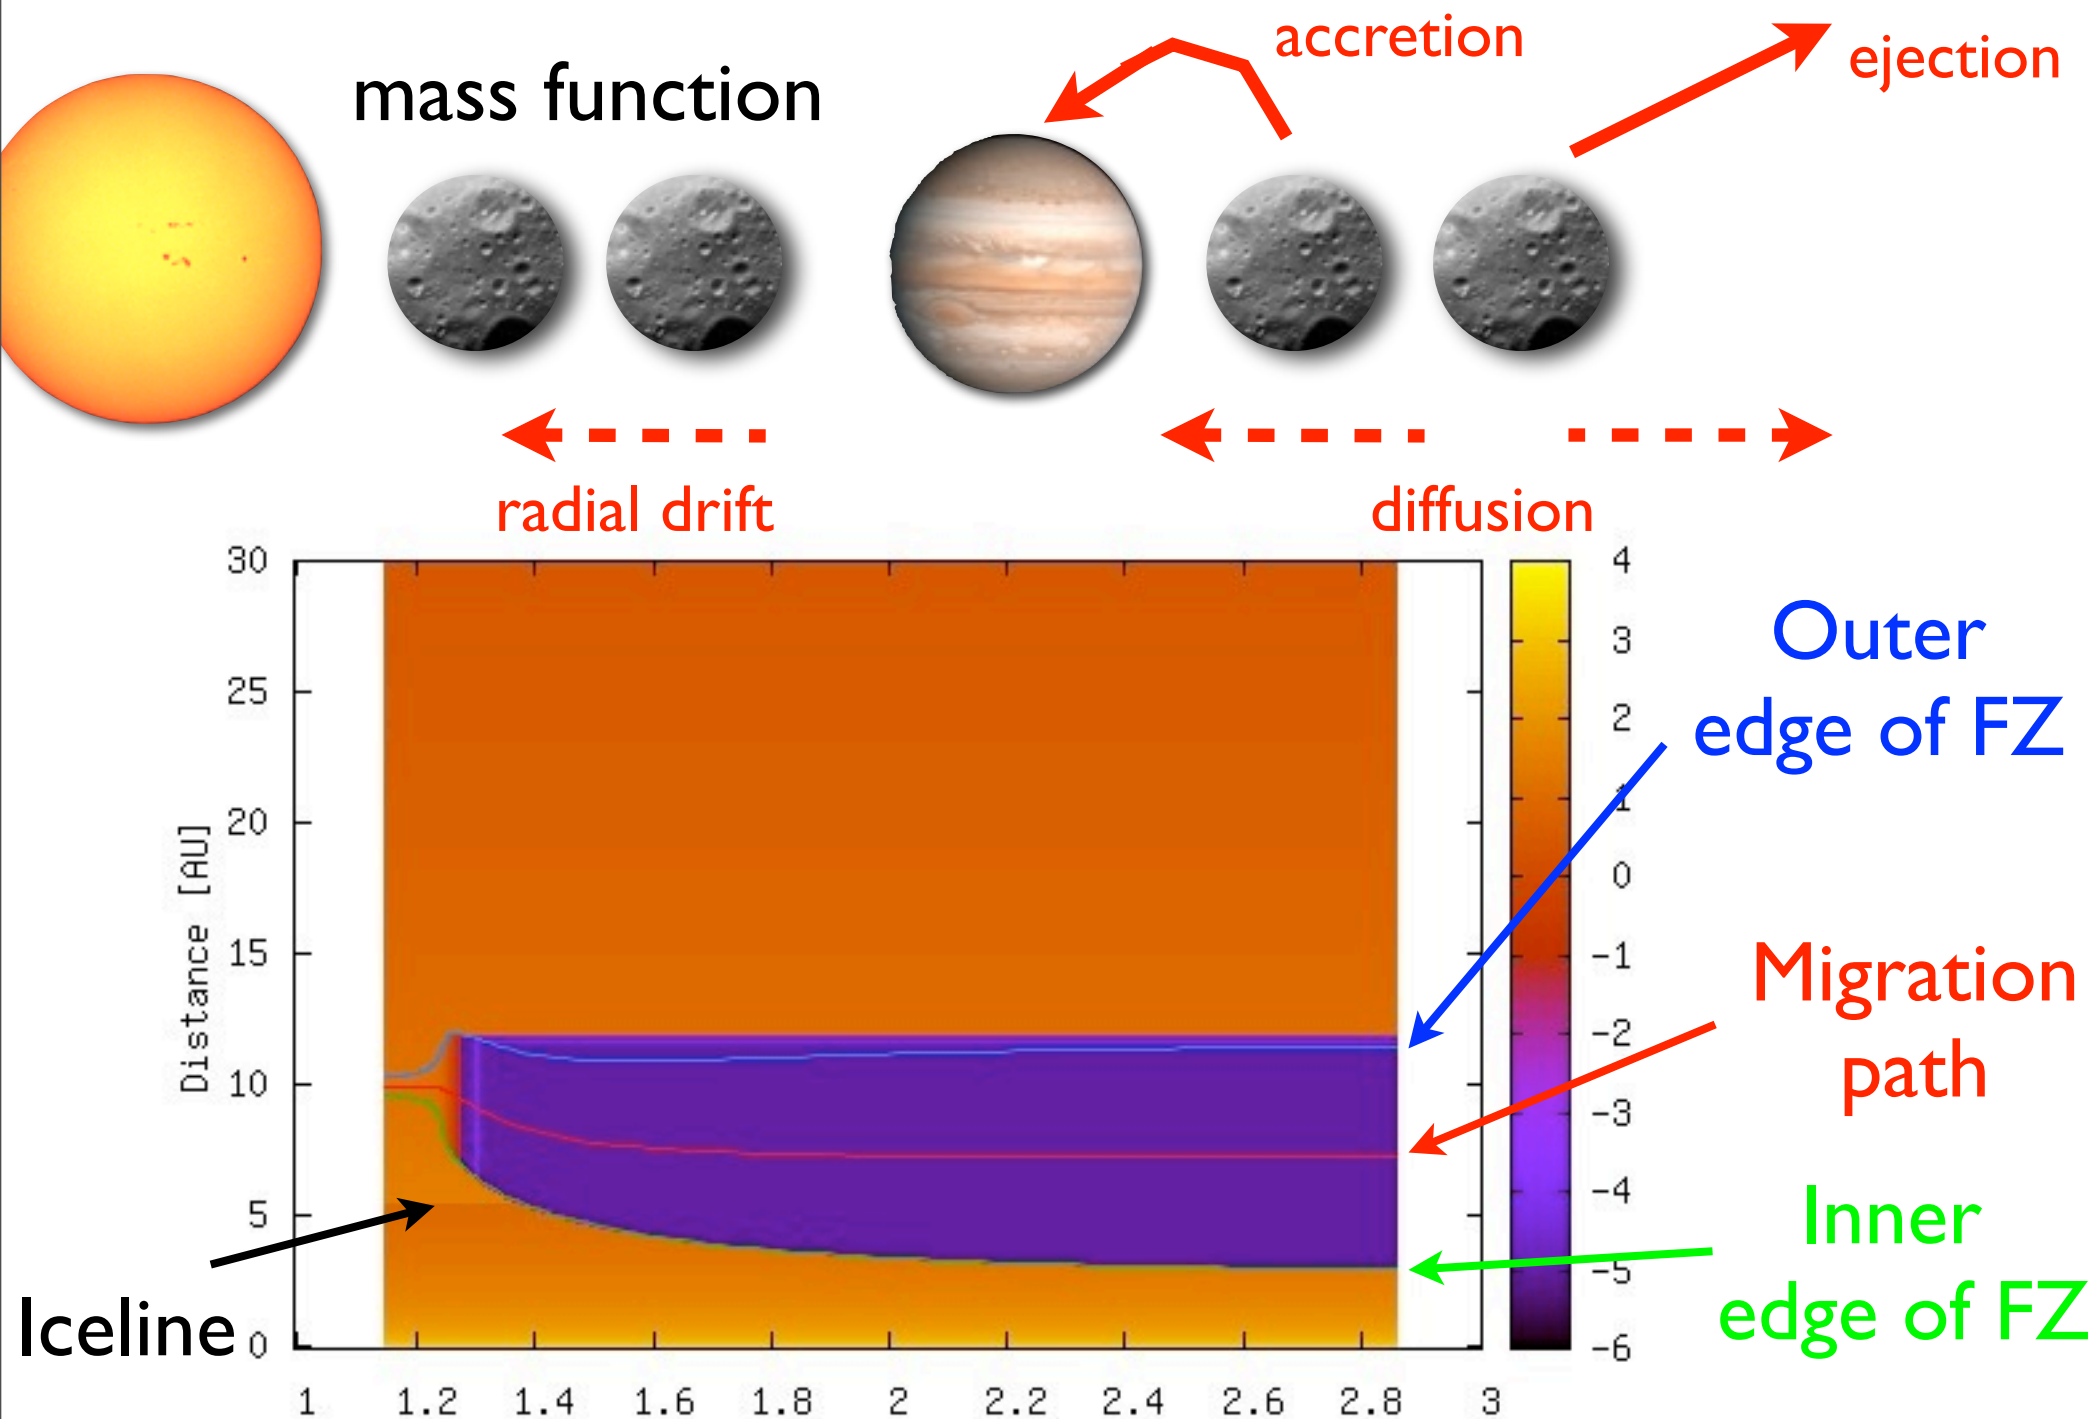 accretion
ejection
mass function
radial drift
diffusion
30
25
20
15
10
5
0
Distance [AU]
1 1.2 1.4 1.6 1.8 2 2.2 2.4 2.6 2.8 3
4
3
2
1
0
-1
-2
-3
-4
-5
-6
Outer
edge of FZ
Migration
path
Inner
edge of FZ
Iceline